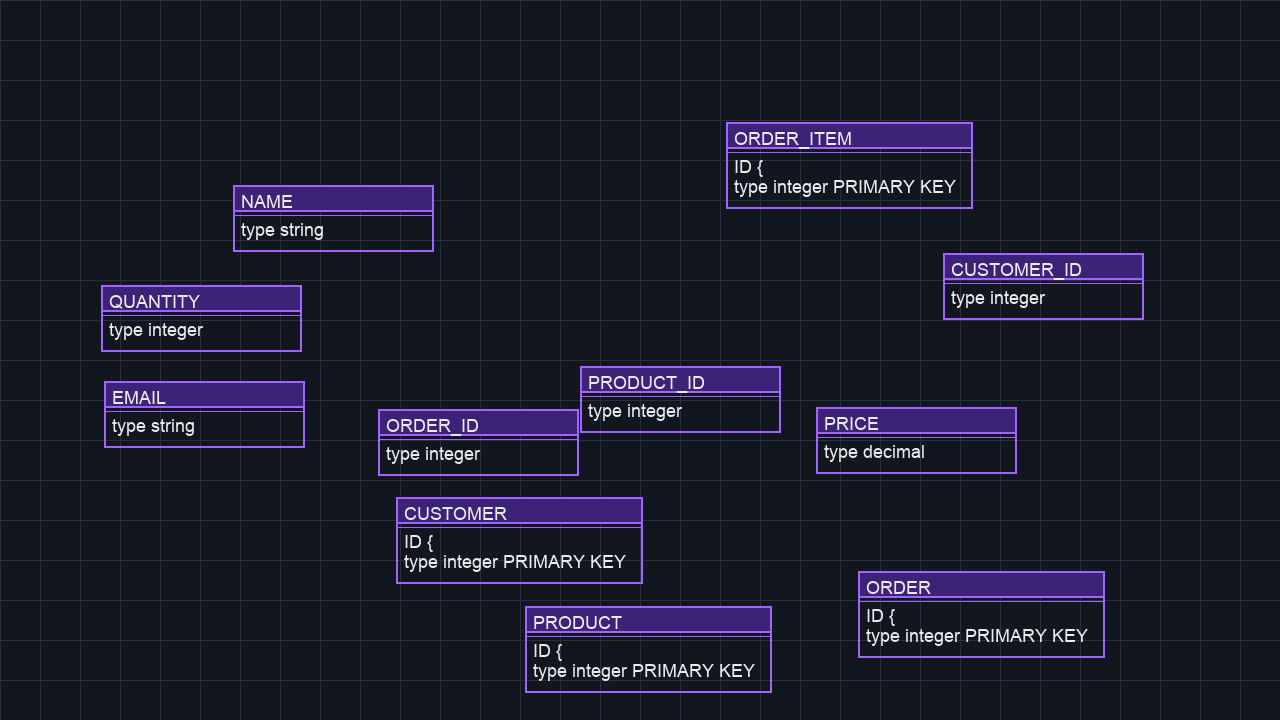 ORDER_ITEM
ID {
type integer PRIMARY KEY
NAME
type string
CUSTOMER_ID
type integer
QUANTITY
type integer
PRODUCT_ID
type integer
EMAIL
type string
PRICE
type decimal
ORDER_ID
type integer
CUSTOMER
ID {
type integer PRIMARY KEY
ORDER
ID {
type integer PRIMARY KEY
PRODUCT
ID {
type integer PRIMARY KEY